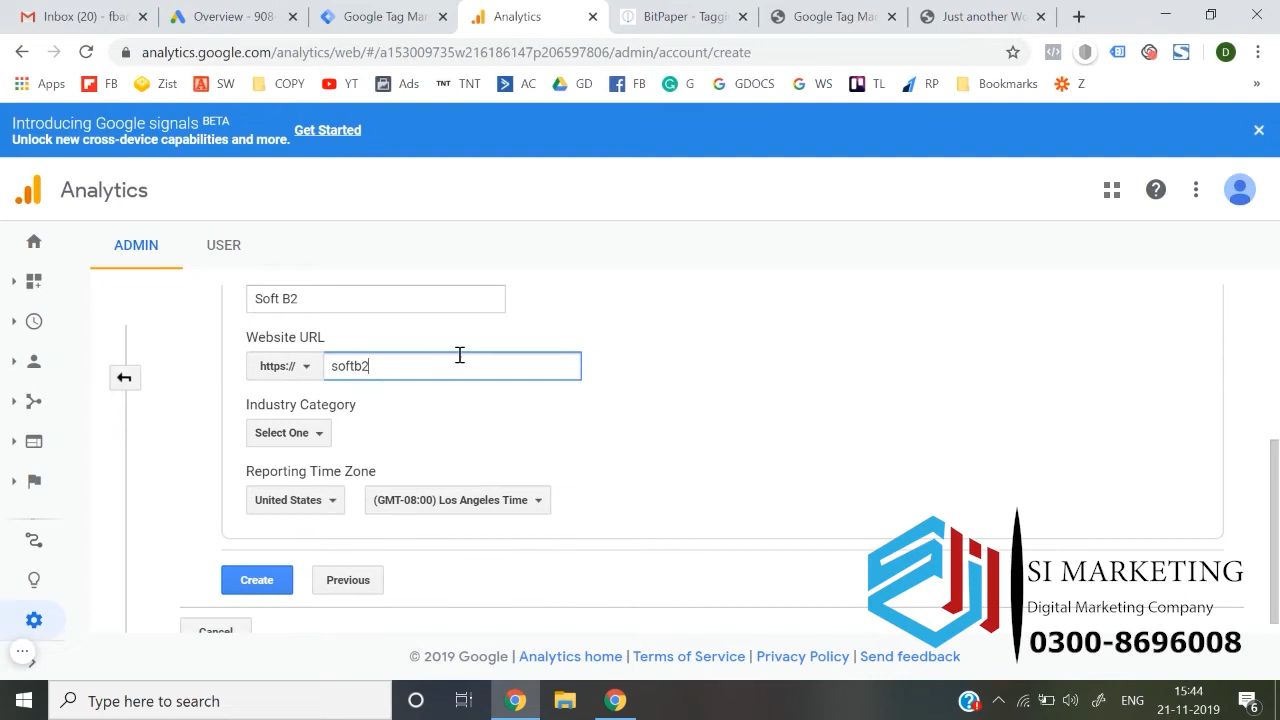 Inbox (20) - fbac
Overview - 908-
Google Tag Man
Analytics
BitPaper - Taggi
Google Tag Man
Just another Wo
analytics.google.com/analytics/web/#/a153009735w216186147p206597806/admin/account/create
D
Apps FB Zist SW COPY YT Ads TNT TNT AC GD FB G GDOCS WS TL RP Bookmarks Z »
Introducing Google signals BETA
Unlock new cross-device capabilities and more.
Get Started
Analytics
ADMIN USER
Soft B2
Website URL
https:// softb2
Industry Category
Select One
Reporting Time Zone
United States (GMT-08:00) Los Angeles Time
Create Previous
Cancel
SI MARKETING
Digital Marketing Company
0300-8696008
© 2019 Google | Analytics home | Terms of Service | Privacy Policy | Send feedback
Type here to search
ENG
15:44
21-11-2019
6